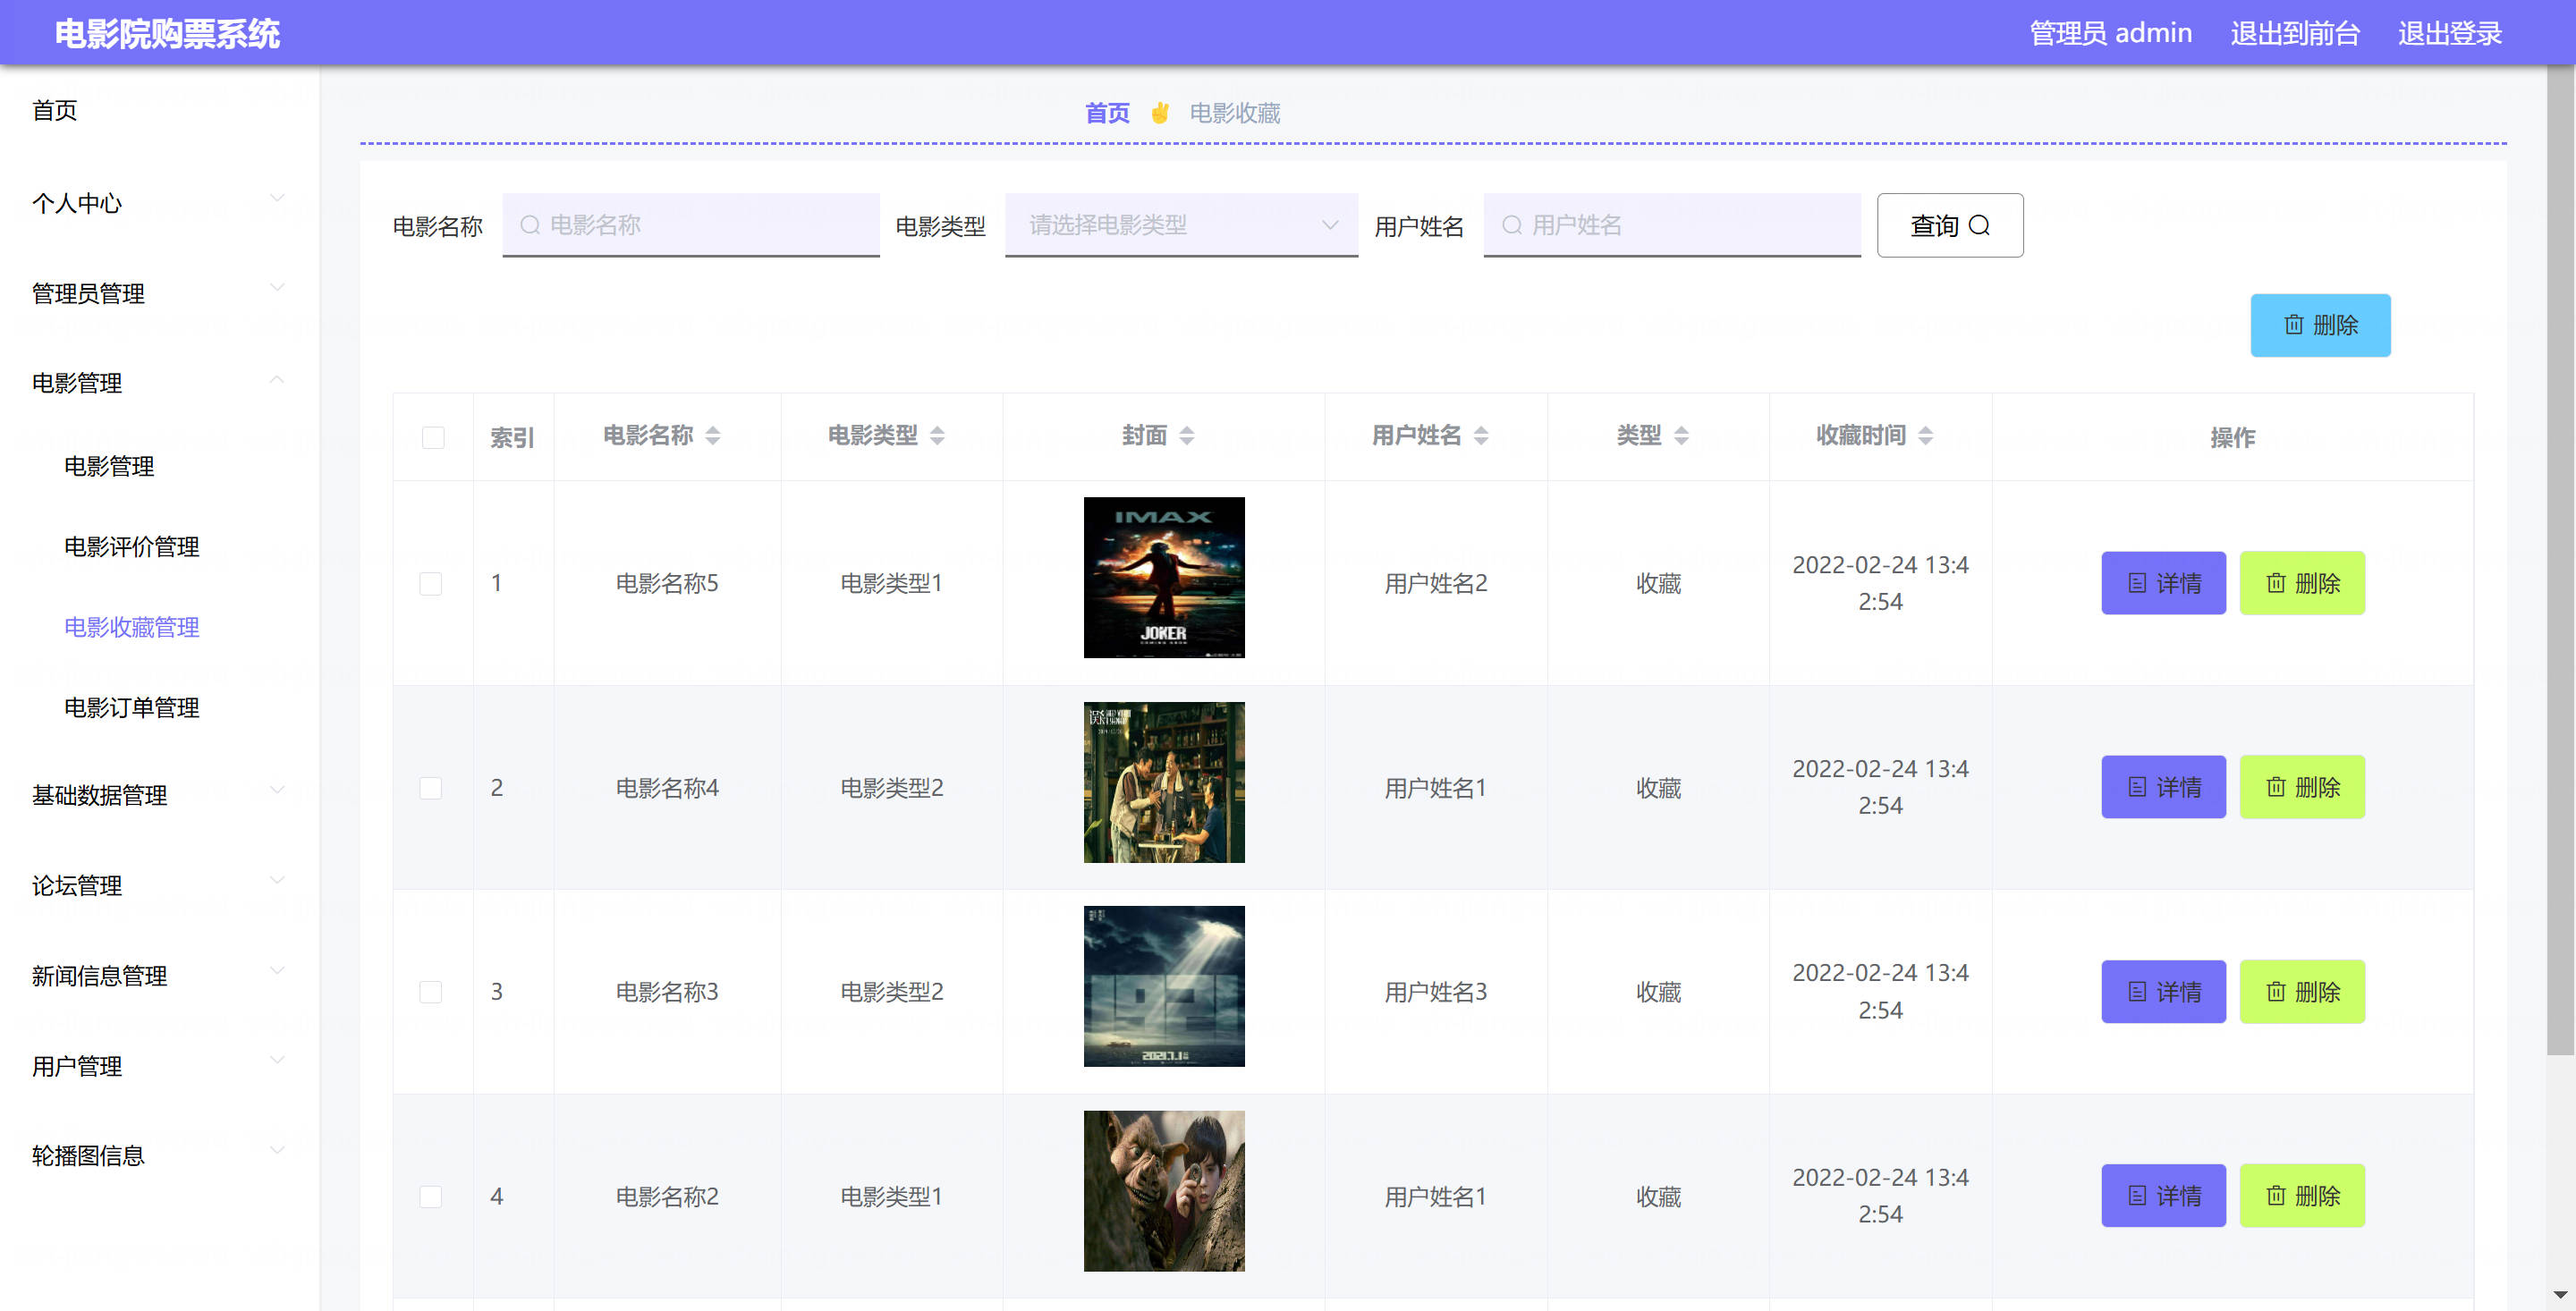 电影院购票系统
管理员 admin
退出到前台
退出登录
首页
个人中心
管理员管理
电影管理
电影管理
电影评价管理
电影收藏管理
电影订单管理
基础数据管理
论坛管理
新闻信息管理
用户管理
轮播图信息
首页 ✌ 电影收藏
电影名称 电影名称 电影类型 请选择电影类型 用户姓名 用户姓名 查询
删除
索引 电影名称 电影类型 封面 用户姓名 类型 收藏时间 操作
IMAX
JOKER
1 电影名称5 电影类型1 用户姓名2 收藏 2022-02-24 13:4
2:54
详情 删除
2 电影名称4 电影类型2 用户姓名1 收藏 2022-02-24 13:4
2:54
详情 删除
3 电影名称3 电影类型2 用户姓名3 收藏 2022-02-24 13:4
2:54
详情 删除
2021.7.1
4 电影名称2 电影类型1 用户姓名1 收藏 2022-02-24 13:4
2:54
详情 删除